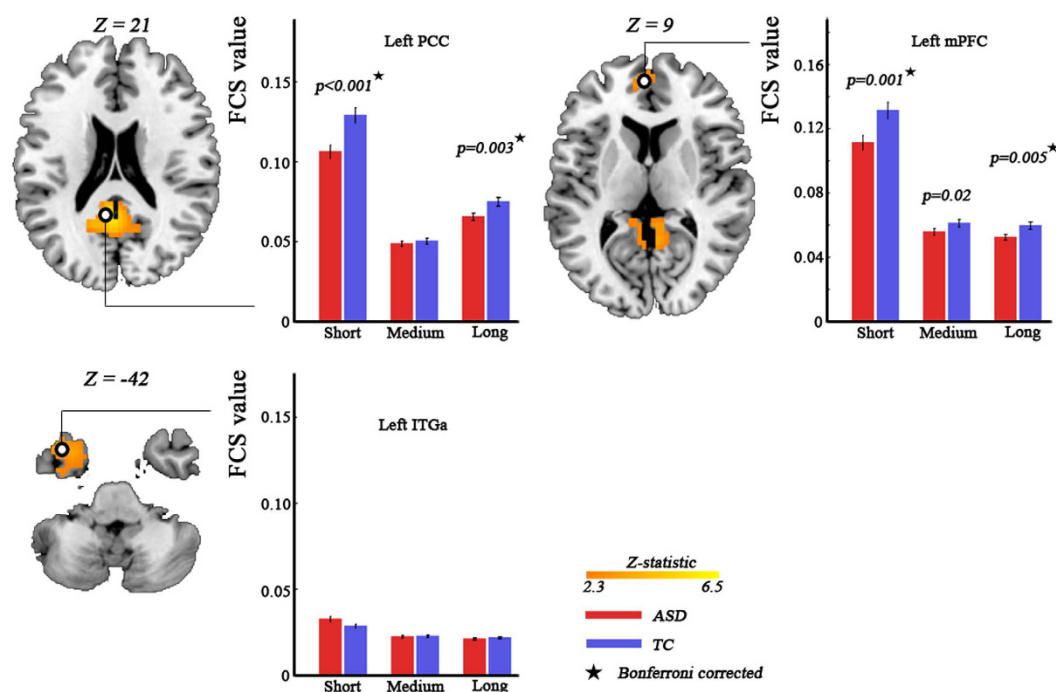 Z = 21
FCS value
Left PCC
0.15
0.10
0.05
0
p<0.001★
p=0.003★
Short Medium Long
Z = 9
FCS value
Left mPFC
0.16
0.12
0.08
0.04
0
p=0.001★
p=0.02
p=0.005★
Short Medium Long
Z = -42
FCS value
Left ITGa
0.15
0.10
0.05
0
Short Medium Long
Z-statistic
2.3 6.5
ASD
TC
★ Bonferroni corrected